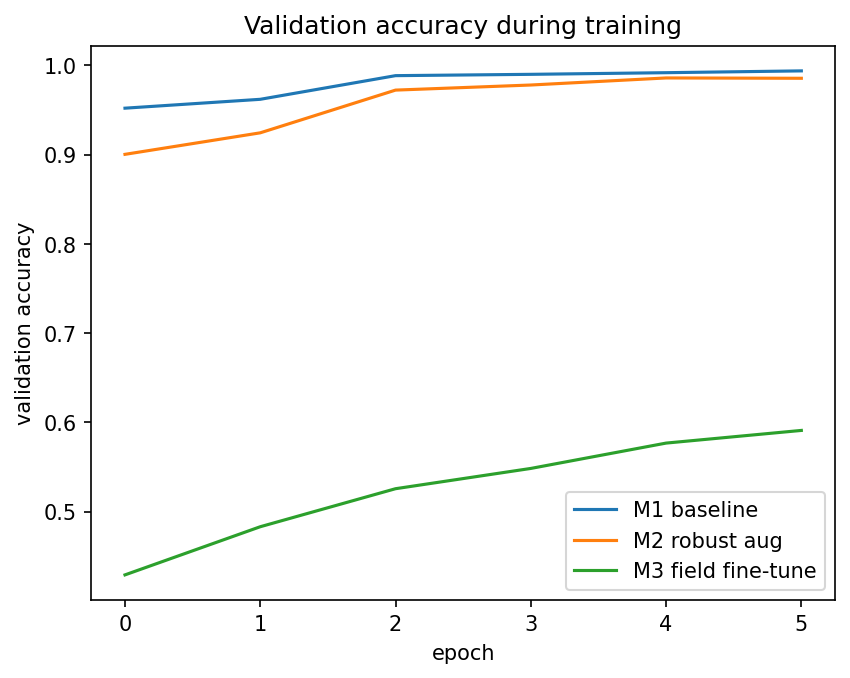 Validation accuracy during training
1.0
0.9
0.8
0.7
0.6
0.5
validation accuracy
M1 baseline
M2 robust aug
M3 field fine-tune
0 1 2 3 4 5
epoch